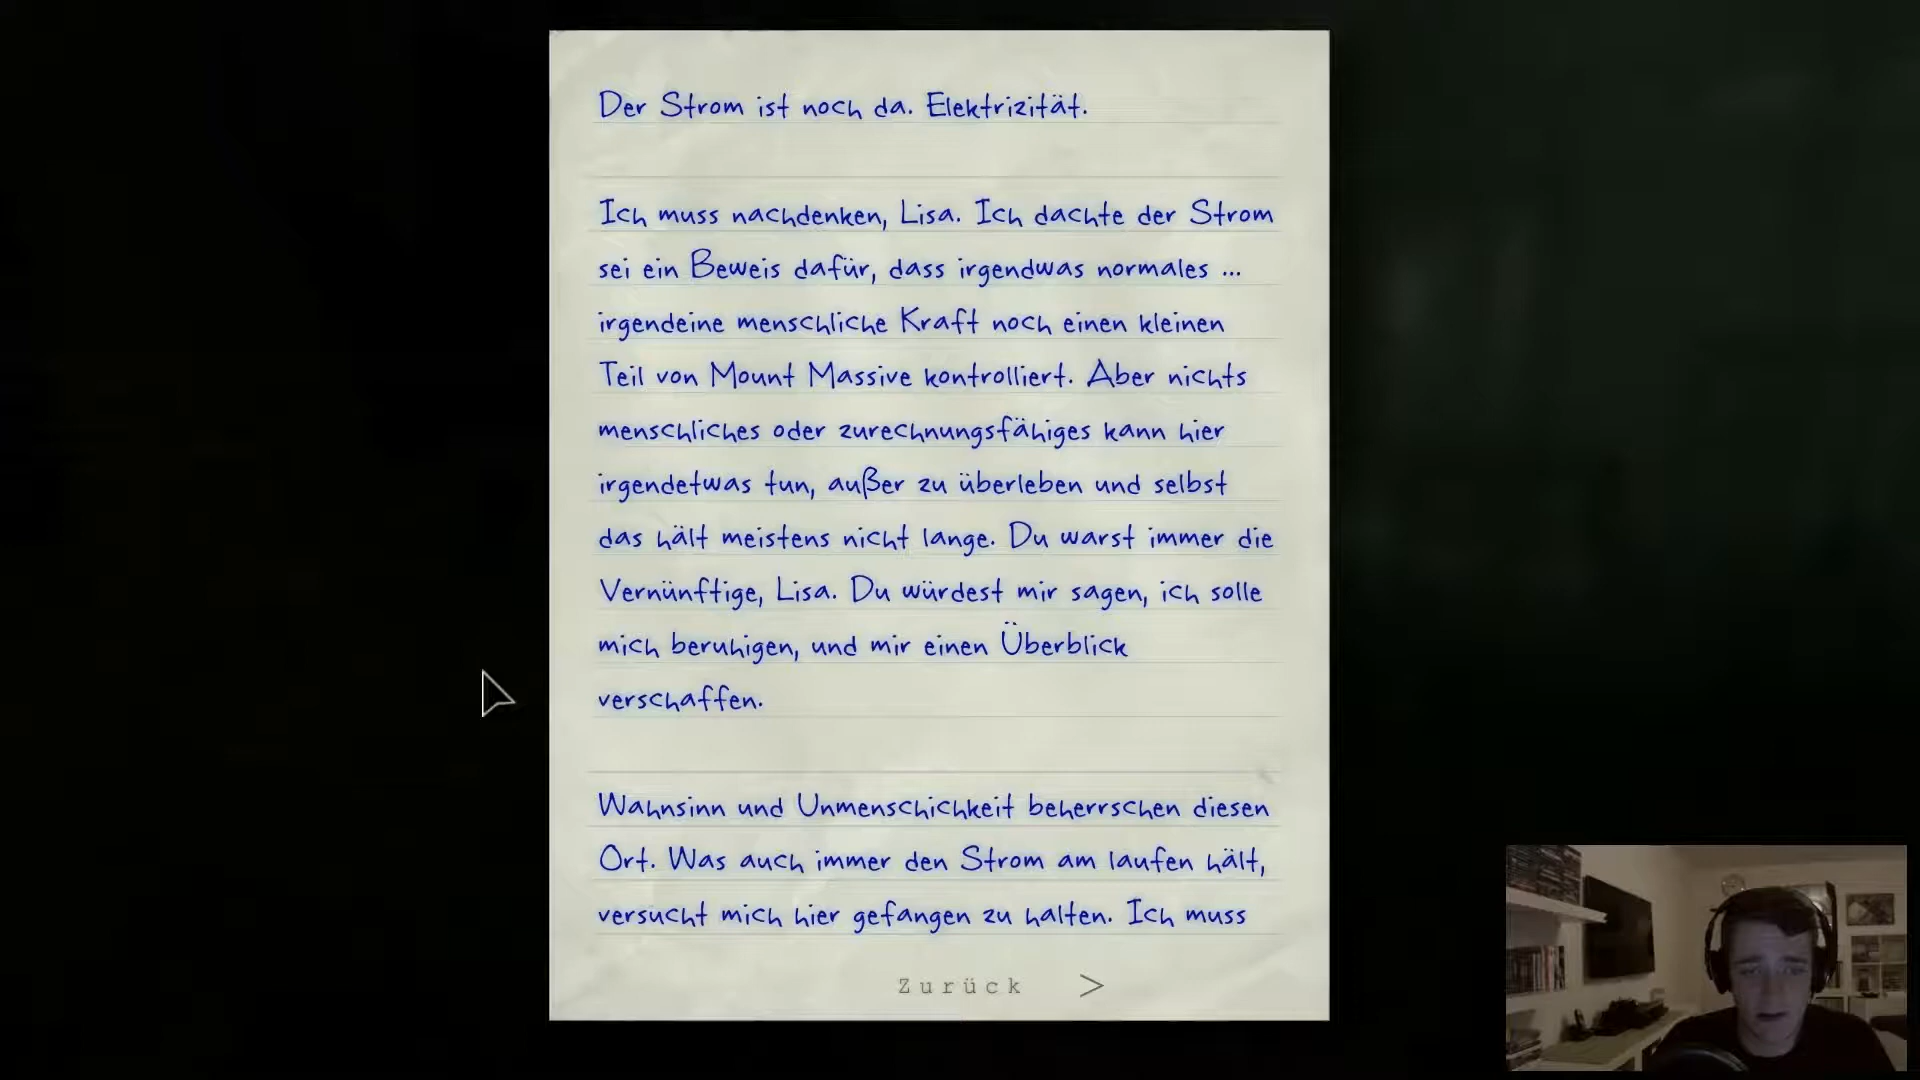 Der Strom ist noch da. Elektrizität.
Ich muss nachdenken, Lisa. Ich dachte der Strom
sei ein Beweis dafür, dass irgendwas normales ...
irgendeine menschliche Kraft noch einen kleinen
Teil von Mount Massive kontrolliert. Aber nichts
menschliches oder zurechnungsfähiges kann hier
irgendetwas tun, außer zu überleben und selbst
das hält meistens nicht lange. Du warst immer die
Vernünftige, Lisa. Du würdest mir sagen, ich solle
mich beruhigen, und mir einen Überblick
verschaffen.
Wahnsinn und Unmenschichkeit beherrschen diesen
Ort. Was auch immer den Strom am laufen hält,
versucht mich hier gefangen zu halten. Ich muss
Zurück >